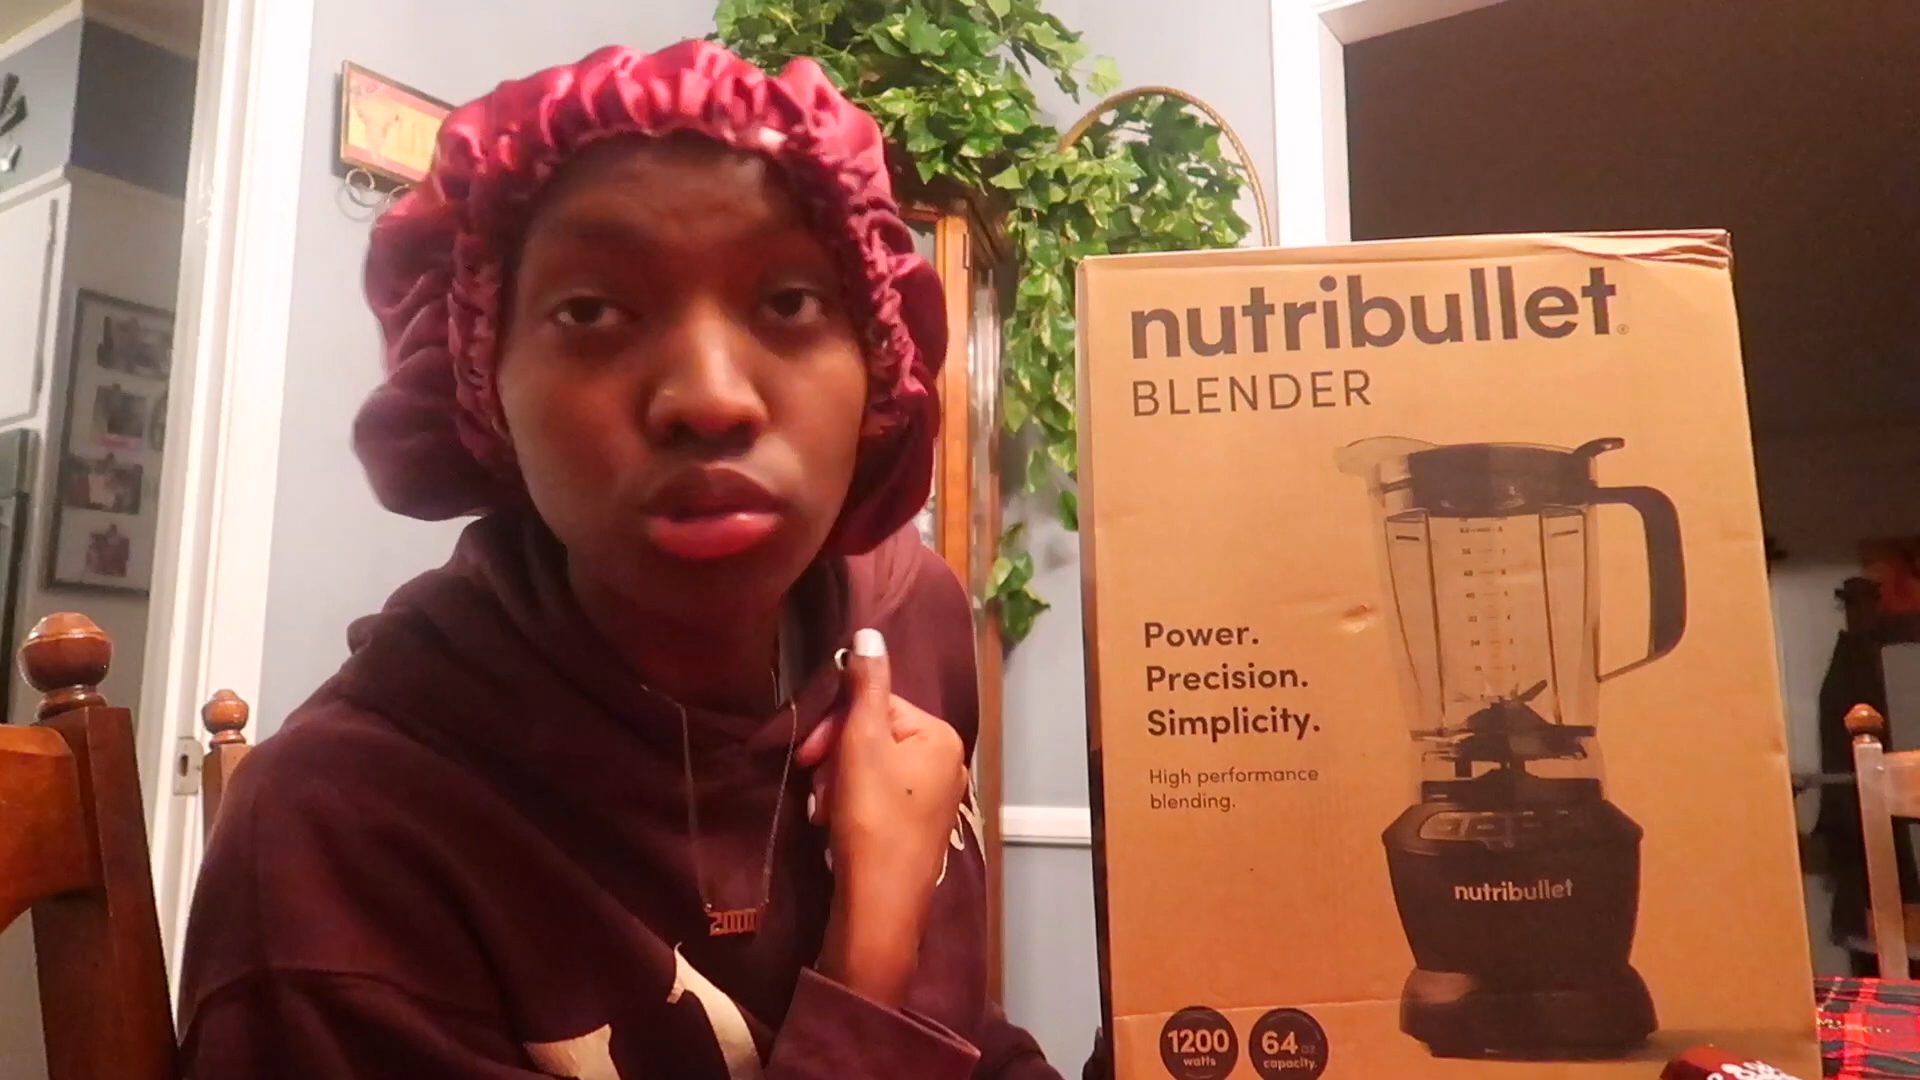 nutribullet®
BLENDER
Power.
Precision.
Simplicity.
High performance
blending.
nutribullet
1200
watts
64 oz
capacity.